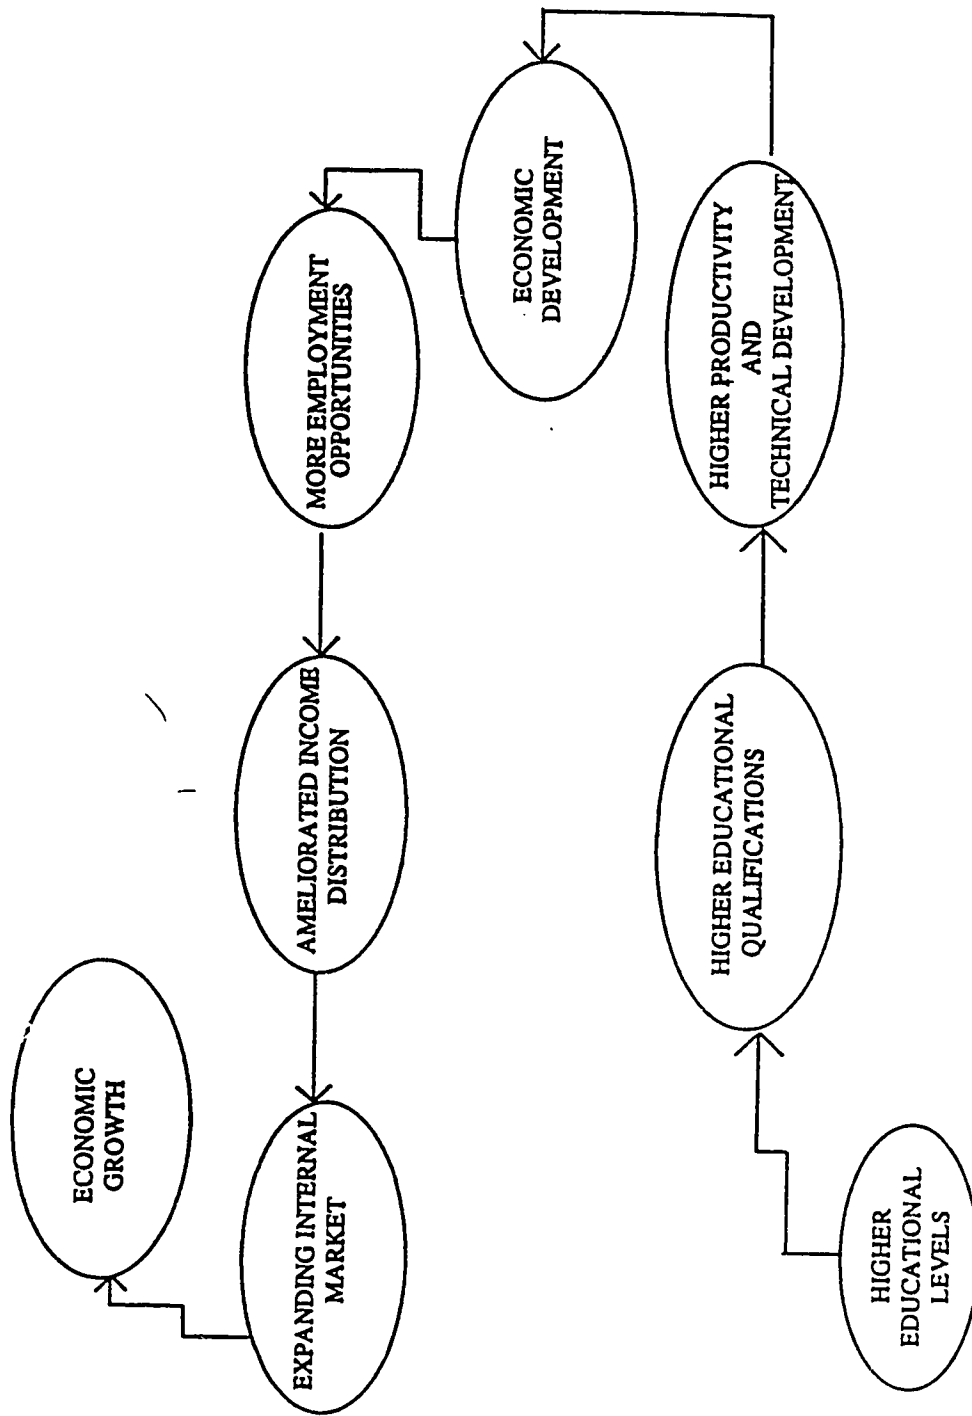 ECONOMIC
GROWTH
EXPANDING INTERNAL
MARKET
AMELIORATED INCOME
DISTRIBUTION
MORE EMPLOYMENT
OPPORTUNITIES
ECONOMIC
DEVELOPMENT
HIGHER
EDUCATIONAL
LEVELS
HIGHER EDUCATIONAL
QUALIFICATIONS
HIGHER PRODUCTIVITY
AND
TECHNICAL DEVELOPMENT